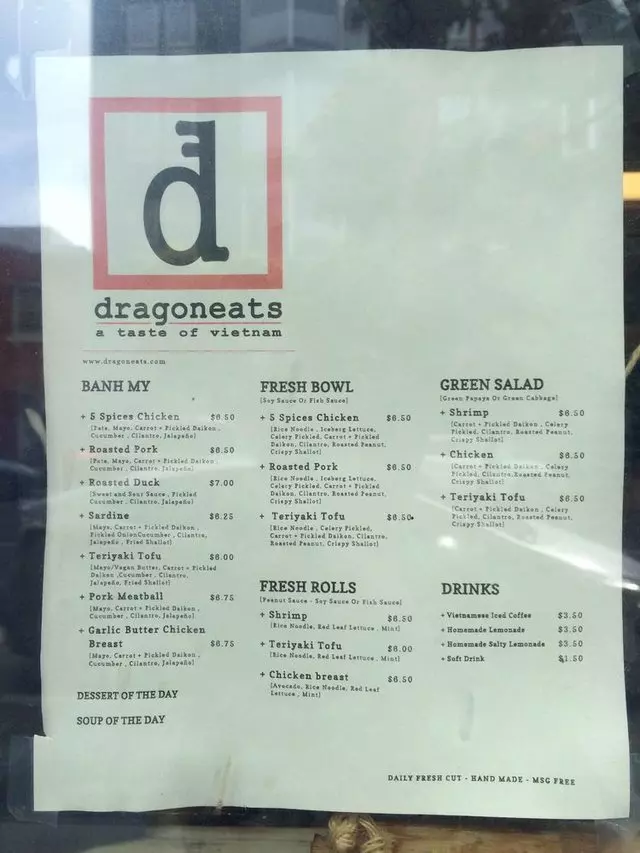 d
dragoneats
a taste of vietnam
www.dragoneats.com
BANH MY
+ 5 Spices Chicken $6.50
[Pate, Mayo, Carrot + Pickled Daikon,
Cucumber, Cilantro, Jalapeño]
+ Roasted Pork $6.50
[Pate, Mayo, Carrot + Pickled Daikon,
Cucumber, Cilantro, Jalapeño]
+ Roasted Duck $7.00
[Sweet and Sour Sauce, Pickled
Cucumber, Cilantro, Jalapeño]
+ Sardine $6.25
[Mayo, Carrot + Pickled Daikon,
Pickled OnionCucumber, Cilantro,
Jalapeño, Fried Shallot]
+ Teriyaki Tofu $6.00
[Mayo/Vegan Butter, Carrot + Pickled
Daikon ,Cucumber, Cilantro,
Jalapeño, Fried Shallot]
+ Pork Meatball $6.75
[Mayo, Carrot + Pickled Daikon,
Cucumber, Cilantro, Jalapeño]
+ Garlic Butter Chicken
Breast $6.75
[Mayo, Carrot + Pickled Daikon,
Cucumber, Cilantro, Jalapeño]
DESSERT OF THE DAY
SOUP OF THE DAY
FRESH BOWL
[Soy Sauce Or Fish Sauce]
+ 5 Spices Chicken $6.50
[Rice Noodle, Iceberg Lettuce,
Celery Pickled, Carrot + Pickled
Daikon, Cilantro, Roasted Peanut,
Crispy Shallot]
+ Roasted Pork $6.50
[Rice Noodle, Iceberg Lettuce,
Celery Pickled, Carrot + Pickled
Daikon, Cilantro, Roasted Peanut,
Crispy Shallot]
+ Teriyaki Tofu $6.50
[Rice Noodle, Celery Pickled,
Carrot + Pickled Daikon, Cilantro,
Roasted Peanut, Crispy Shallot]
FRESH ROLLS
[Peanut Sauce - Soy Sauce Or Fish Sauce]
+ Shrimp $6.50
[Rice Noodle, Red Leaf Lettuce, Mint]
+ Teriyaki Tofu $6.00
[Rice Noodle, Red Leaf Lettuce, Mint]
+ Chicken breast $6.50
[Avocado, Rice Noodle, Red Leaf
Lettuce, Mint]
GREEN SALAD
[Green Papaya Or Green Cabbage]
+ Shrimp $6.50
[Carrot + Pickled Daikon, Celery
Pickled, Cilantro, Roasted Peanut,
Crispy Shallot]
+ Chicken $6.50
[Carrot + Pickled Daikon, Celery
Pickled, Cilantro,Roasted Peanut,
Crispy Shallot]
+ Teriyaki Tofu $6.50
[Carrot + Pickled Daikon, Celery
Pickled, Cilantro, Roasted Peanut,
Crispy Shallot]
DRINKS
+ Vietnamese Iced Coffee $3.50
+ Homemade Lemonade $3.50
+ Homemade Salty Lemonade $3.50
+ Soft Drink $1.50
DAILY FRESH CUT - HAND MADE - MSG FREE